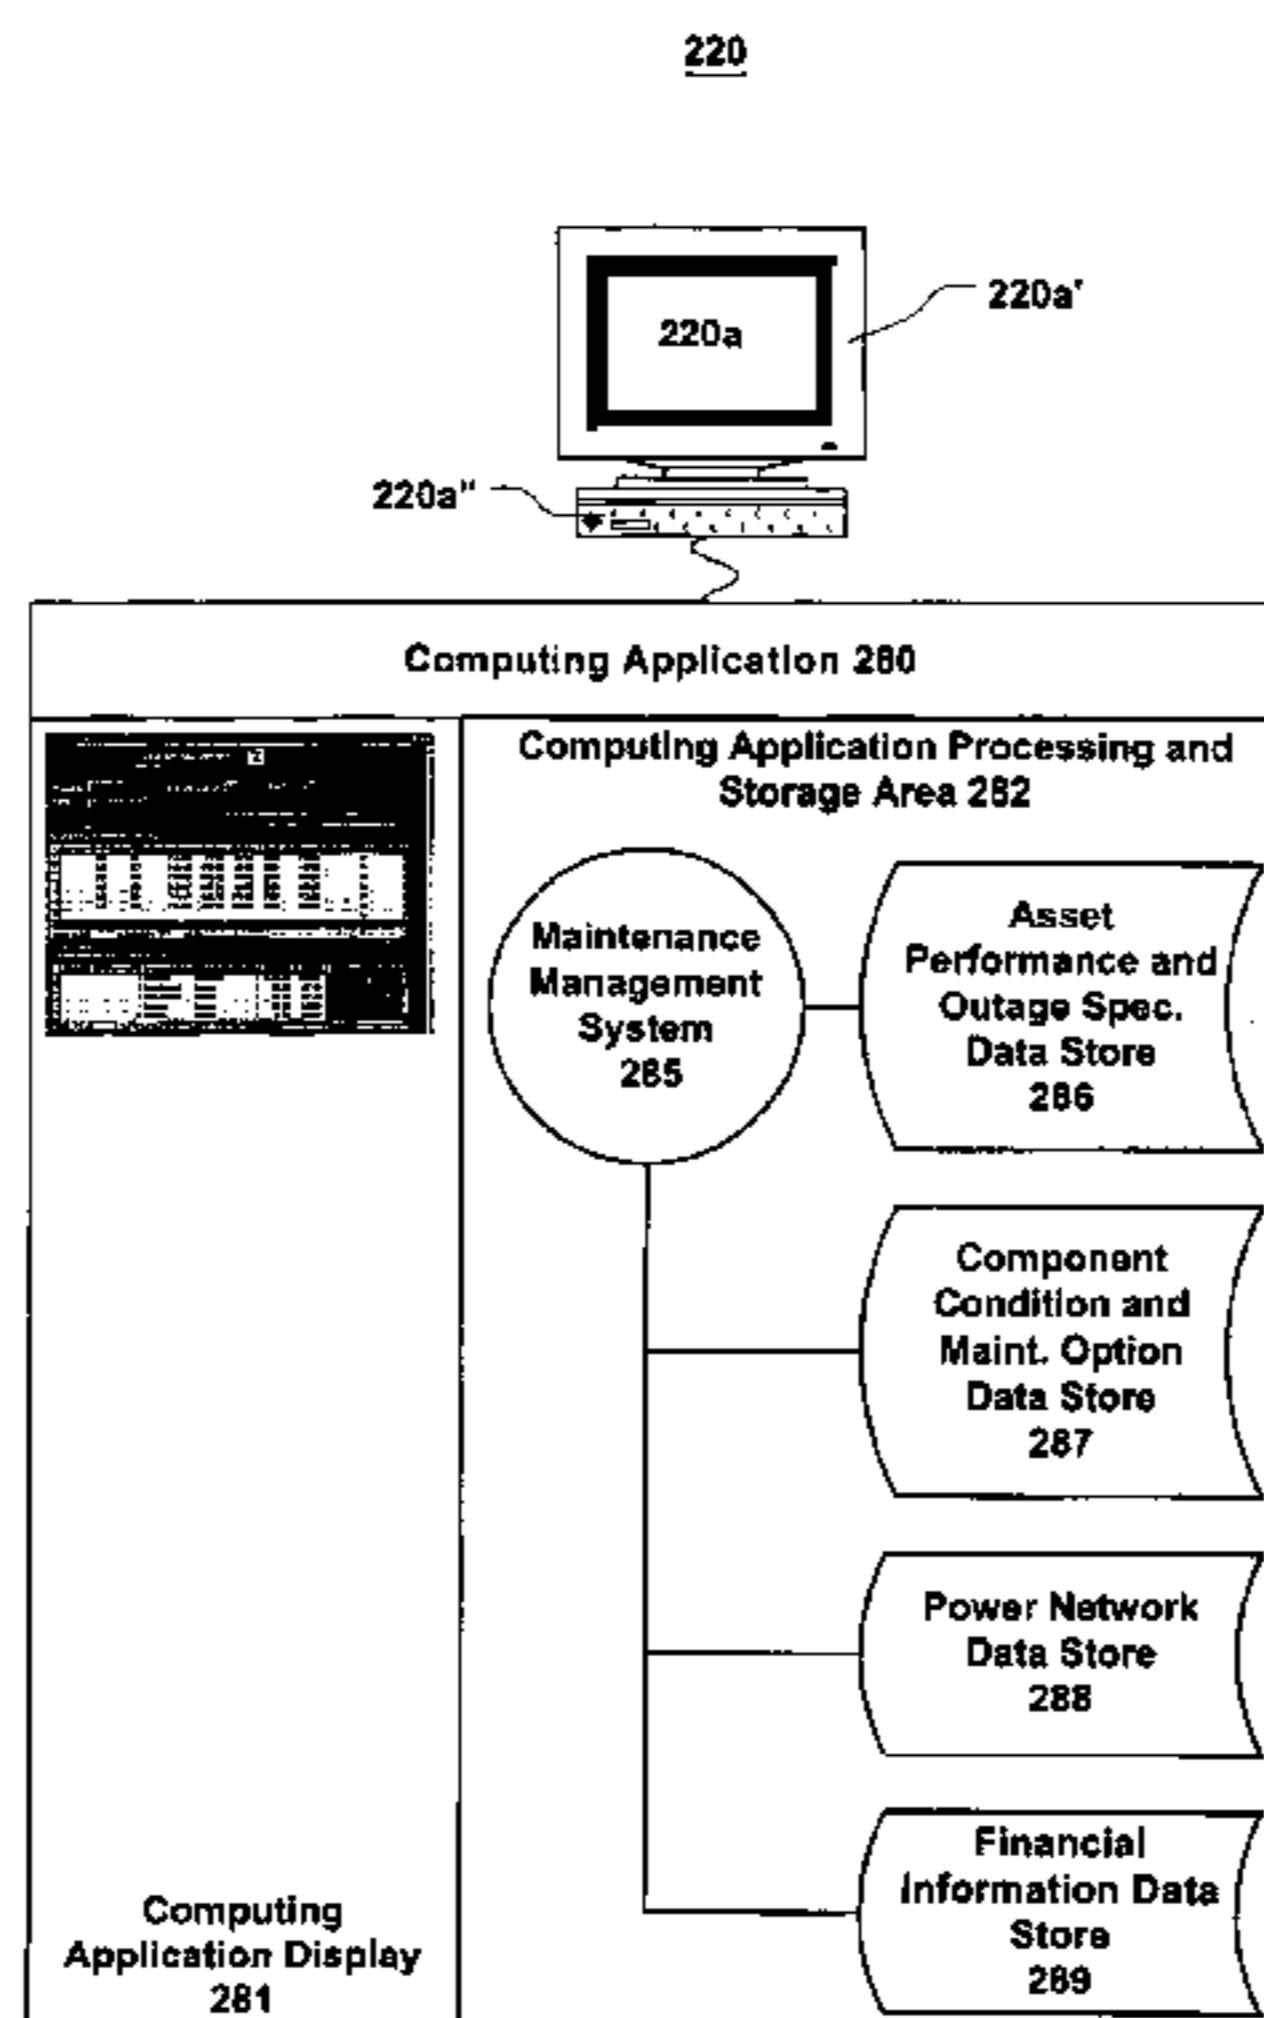 220
220a
220a'
220a"
Computing Application 280
Computing Application Processing and
Storage Area 282
Maintenance
Management
System
285
Asset
Performance and
Outage Spec.
Data Store
286
Component
Condition and
Maint. Option
Data Store
287
Power Network
Data Store
288
Financial
Information Data
Store
289
Computing
Application Display
281